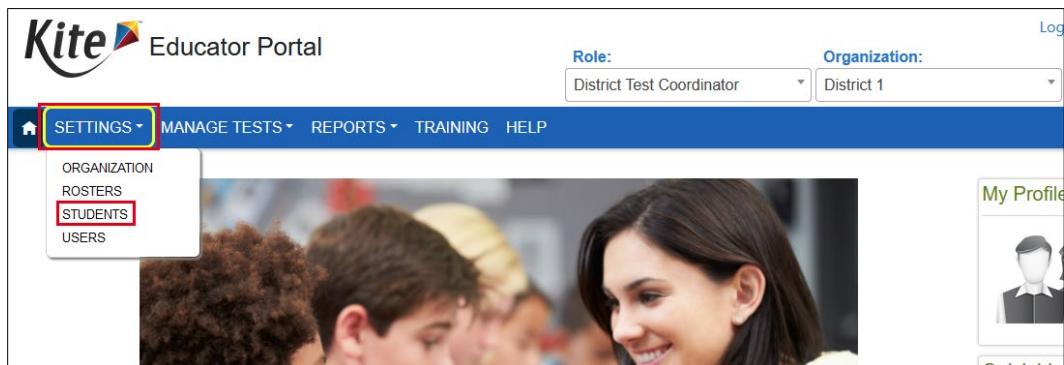 Kite Educator Portal
Log
Role:
Organization:
District Test Coordinator
District 1
SETTINGS MANAGE TESTS REPORTS TRAINING HELP
ORGANIZATION
ROSTERS
STUDENTS
USERS
My Profile